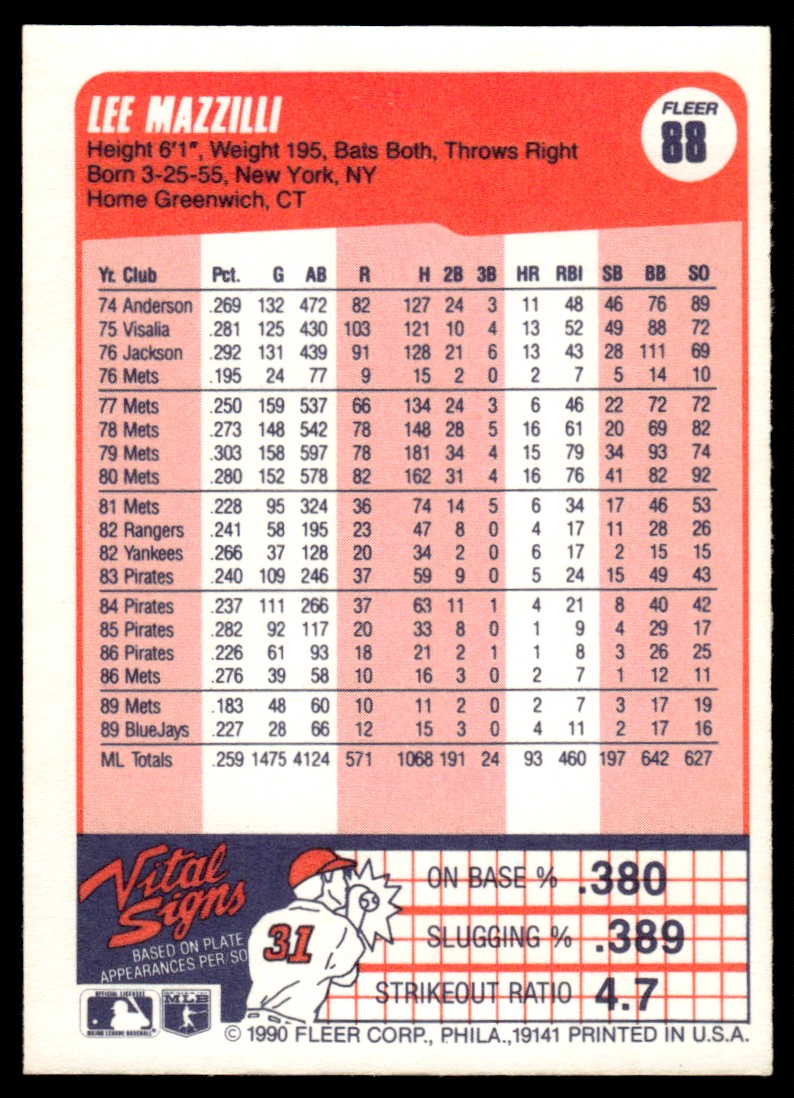 LEE MAZZILLI
FLEER
88
Height 6'1", Weight 195, Bats Both, Throws Right
Born 3-25-55, New York, NY
Home Greenwich, CT
Yr. Club Pct. G AB R H 2B 3B HR RBI SB BB SO
74 Anderson .269 132 472 82 127 24 3 11 48 46 76 89
75 Visalia .281 125 430 103 121 10 4 13 52 49 88 72
76 Jackson .292 131 439 91 128 21 6 13 43 28 111 69
76 Mets .195 24 77 9 15 2 0 2 7 5 14 10
77 Mets .250 159 537 66 134 24 3 6 46 22 72 72
78 Mets .273 148 542 78 148 28 5 16 61 20 69 82
79 Mets .303 158 597 78 181 34 4 15 79 34 93 74
80 Mets .280 152 578 82 162 31 4 16 76 41 82 92
81 Mets .228 95 324 36 74 14 5 6 34 17 46 53
82 Rangers .241 58 195 23 47 8 0 4 17 11 28 26
82 Yankees .266 37 128 20 34 2 0 6 17 2 15 15
83 Pirates .240 109 246 37 59 9 0 5 24 15 49 43
84 Pirates .237 111 266 37 63 11 1 4 21 8 40 42
85 Pirates .282 92 117 20 33 8 0 1 9 4 29 17
86 Pirates .226 61 93 18 21 2 1 1 8 3 26 25
86 Mets .276 39 58 10 16 3 0 2 7 1 12 11
89 Mets .183 48 60 10 11 2 0 2 7 3 17 19
89 BlueJays .227 28 66 12 15 3 0 4 11 2 17 16
ML Totals .259 1475 4124 571 1068 191 24 93 460 197 642 627
Vital
Signs
BASED ON PLATE
APPEARANCES PER/SO
31
ON BASE % .380
SLUGGING % .389
STRIKEOUT RATIO 4.7
OFFICIAL LICENSEE
MAJOR LEAGUE BASEBALL
MLB
© 1990 FLEER CORP., PHILA.,19141 PRINTED IN U.S.A.